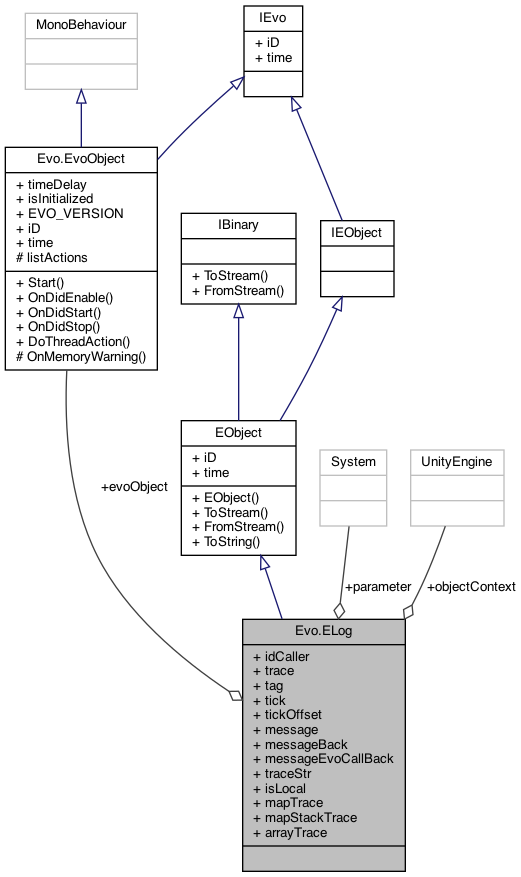 MonoBehaviour
IEvo
+ iD
+ time
Evo.EvoObject
+ timeDelay
+ isInitialized
+ EVO_VERSION
+ iD
+ time
# listActions
+ Start()
+ OnDidEnable()
+ OnDidStart()
+ OnDidStop()
+ DoThreadAction()
# OnMemoryWarning()
IBinary
+ ToStream()
+ FromStream()
IEObject
EObject
+ iD
+ time
+ EObject()
+ ToStream()
+ FromStream()
+ ToString()
System
UnityEngine
+evoObject
+parameter
+objectContext
Evo.ELog
+ idCaller
+ trace
+ tag
+ tick
+ tickOffset
+ message
+ messageBack
+ messageEvoCallBack
+ traceStr
+ isLocal
+ mapTrace
+ mapStackTrace
+ arrayTrace